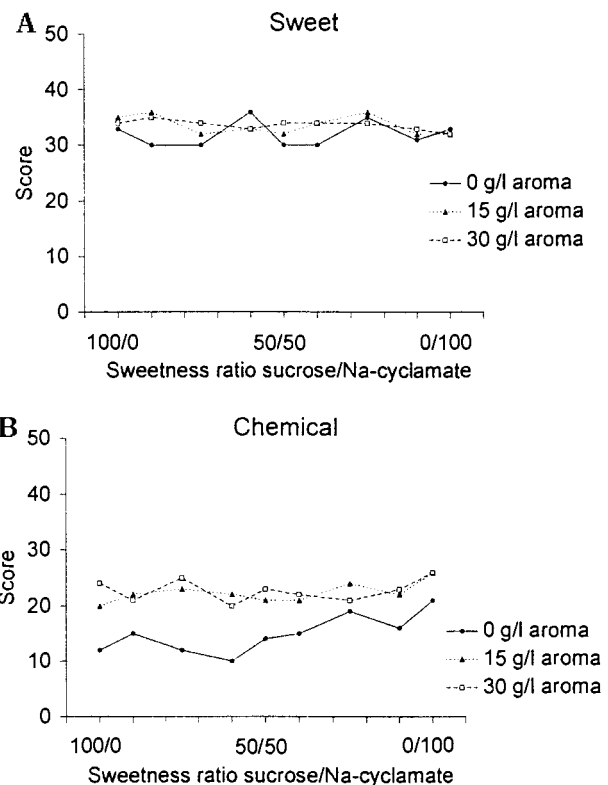 A
Sweet
50
40
30
20
10
0
Score
0 g/l aroma
15 g/l aroma
30 g/l aroma
100/0 50/50 0/100
Sweetness ratio sucrose/Na-cyclamate
B
Chemical
50
40
30
20
10
0
Score
0 g/l aroma
15 g/l aroma
30 g/l aroma
100/0 50/50 0/100
Sweetness ratio sucrose/Na-cyclamate